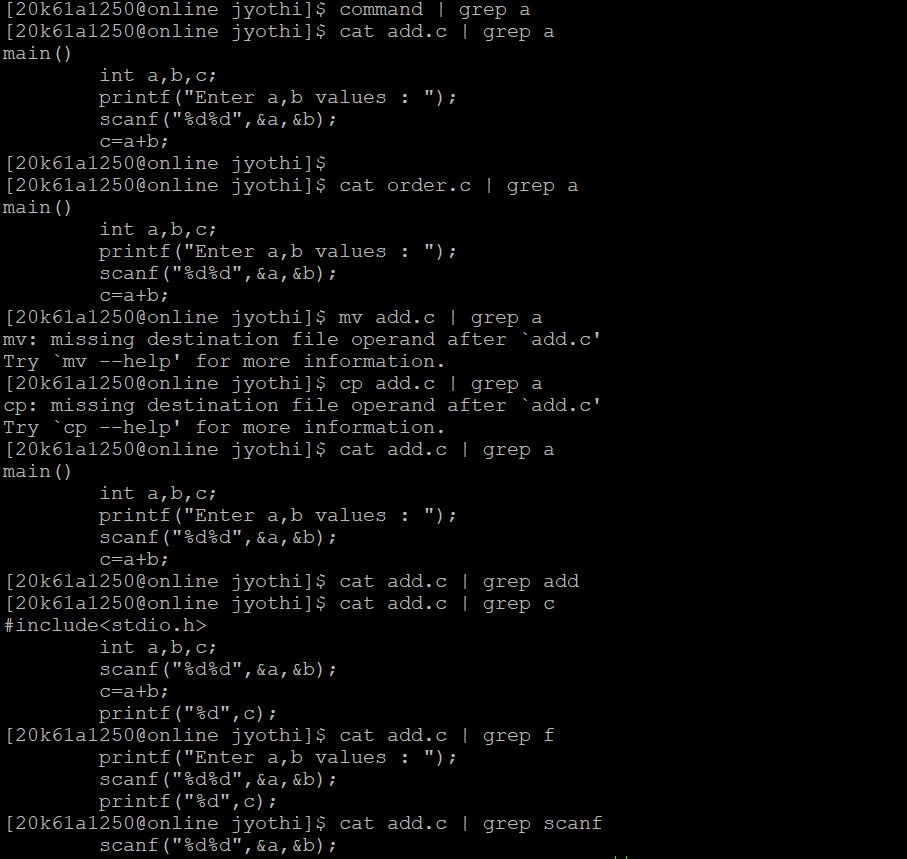 [20k61a1250@online jyothi]$ command | grep a
[20k61a1250@online jyothi]$ cat add.c | grep a
main()
        int a,b,c;
        printf("Enter a,b values : ");
        scanf("%d%d",&a,&b);
        c=a+b;
[20k61a1250@online jyothi]$
[20k61a1250@online jyothi]$ cat order.c | grep a
main()
        int a,b,c;
        printf("Enter a,b values : ");
        scanf("%d%d",&a,&b);
        c=a+b;
[20k61a1250@online jyothi]$ mv add.c | grep a
mv: missing destination file operand after `add.c'
Try `mv --help' for more information.
[20k61a1250@online jyothi]$ cp add.c | grep a
cp: missing destination file operand after `add.c'
Try `cp --help' for more information.
[20k61a1250@online jyothi]$ cat add.c | grep a
main()
        int a,b,c;
        printf("Enter a,b values : ");
        scanf("%d%d",&a,&b);
        c=a+b;
[20k61a1250@online jyothi]$ cat add.c | grep add
[20k61a1250@online jyothi]$ cat add.c | grep c
#include<stdio.h>
        int a,b,c;
        scanf("%d%d",&a,&b);
        c=a+b;
        printf("%d",c);
[20k61a1250@online jyothi]$ cat add.c | grep f
        printf("Enter a,b values : ");
        scanf("%d%d",&a,&b);
        printf("%d",c);
[20k61a1250@online jyothi]$ cat add.c | grep scanf
        scanf("%d%d",&a,&b);